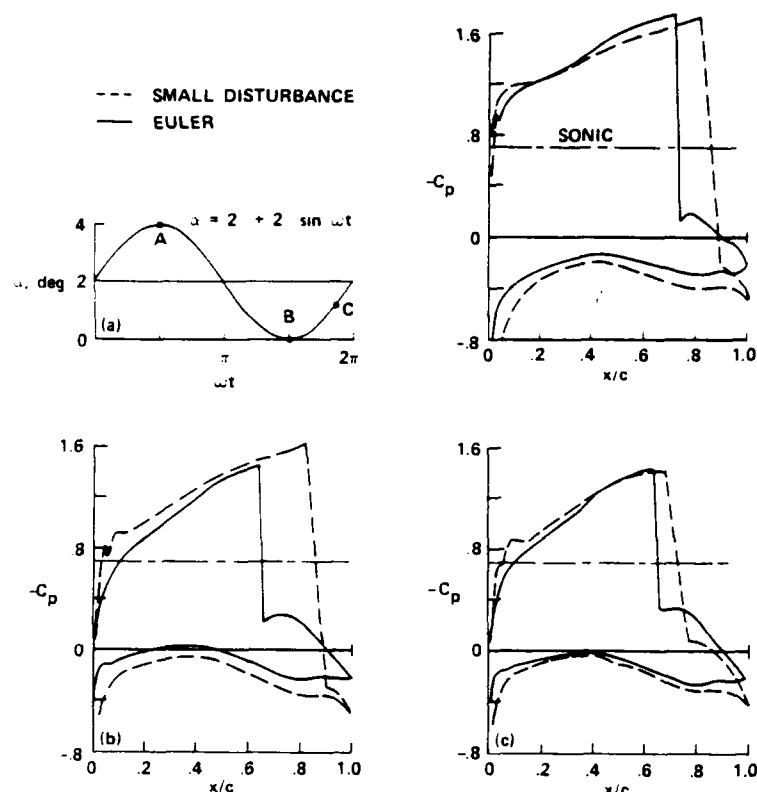 --- SMALL DISTURBANCE
— EULER
α = 2 + 2 sin ωt
4
2
0
α, deg
A
B
C
(a)
π
2π
ωt
1.6
.8
0
-.8
-Cp
SONIC
0
.2
.4
.6
.8
1.0
x/c
1.6
.8
0
-.8
-Cp
(b)
0
.2
.4
.6
.8
1.0
x/c
1.6
.8
0
-.8
-Cp
(c)
0
.2
.4
.6
.8
1.0
x/c